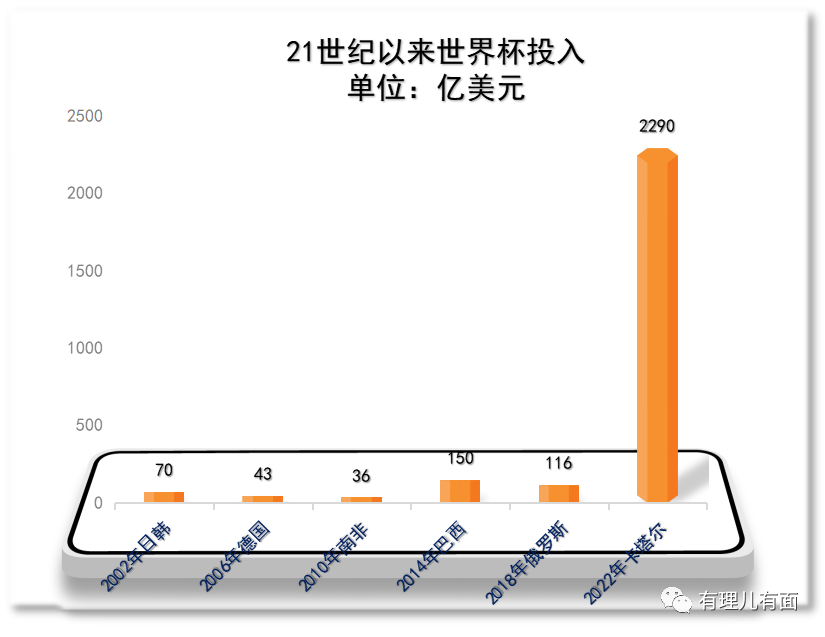 21世纪以来世界杯投入
单位：亿美元
2500
2000
1500
1000
500
0
70
43
36
150
116
2290
2002年日韩
2006年德国
2010年南非
2014年巴西
2018年俄罗斯
2022年卡塔尔
有理儿有面